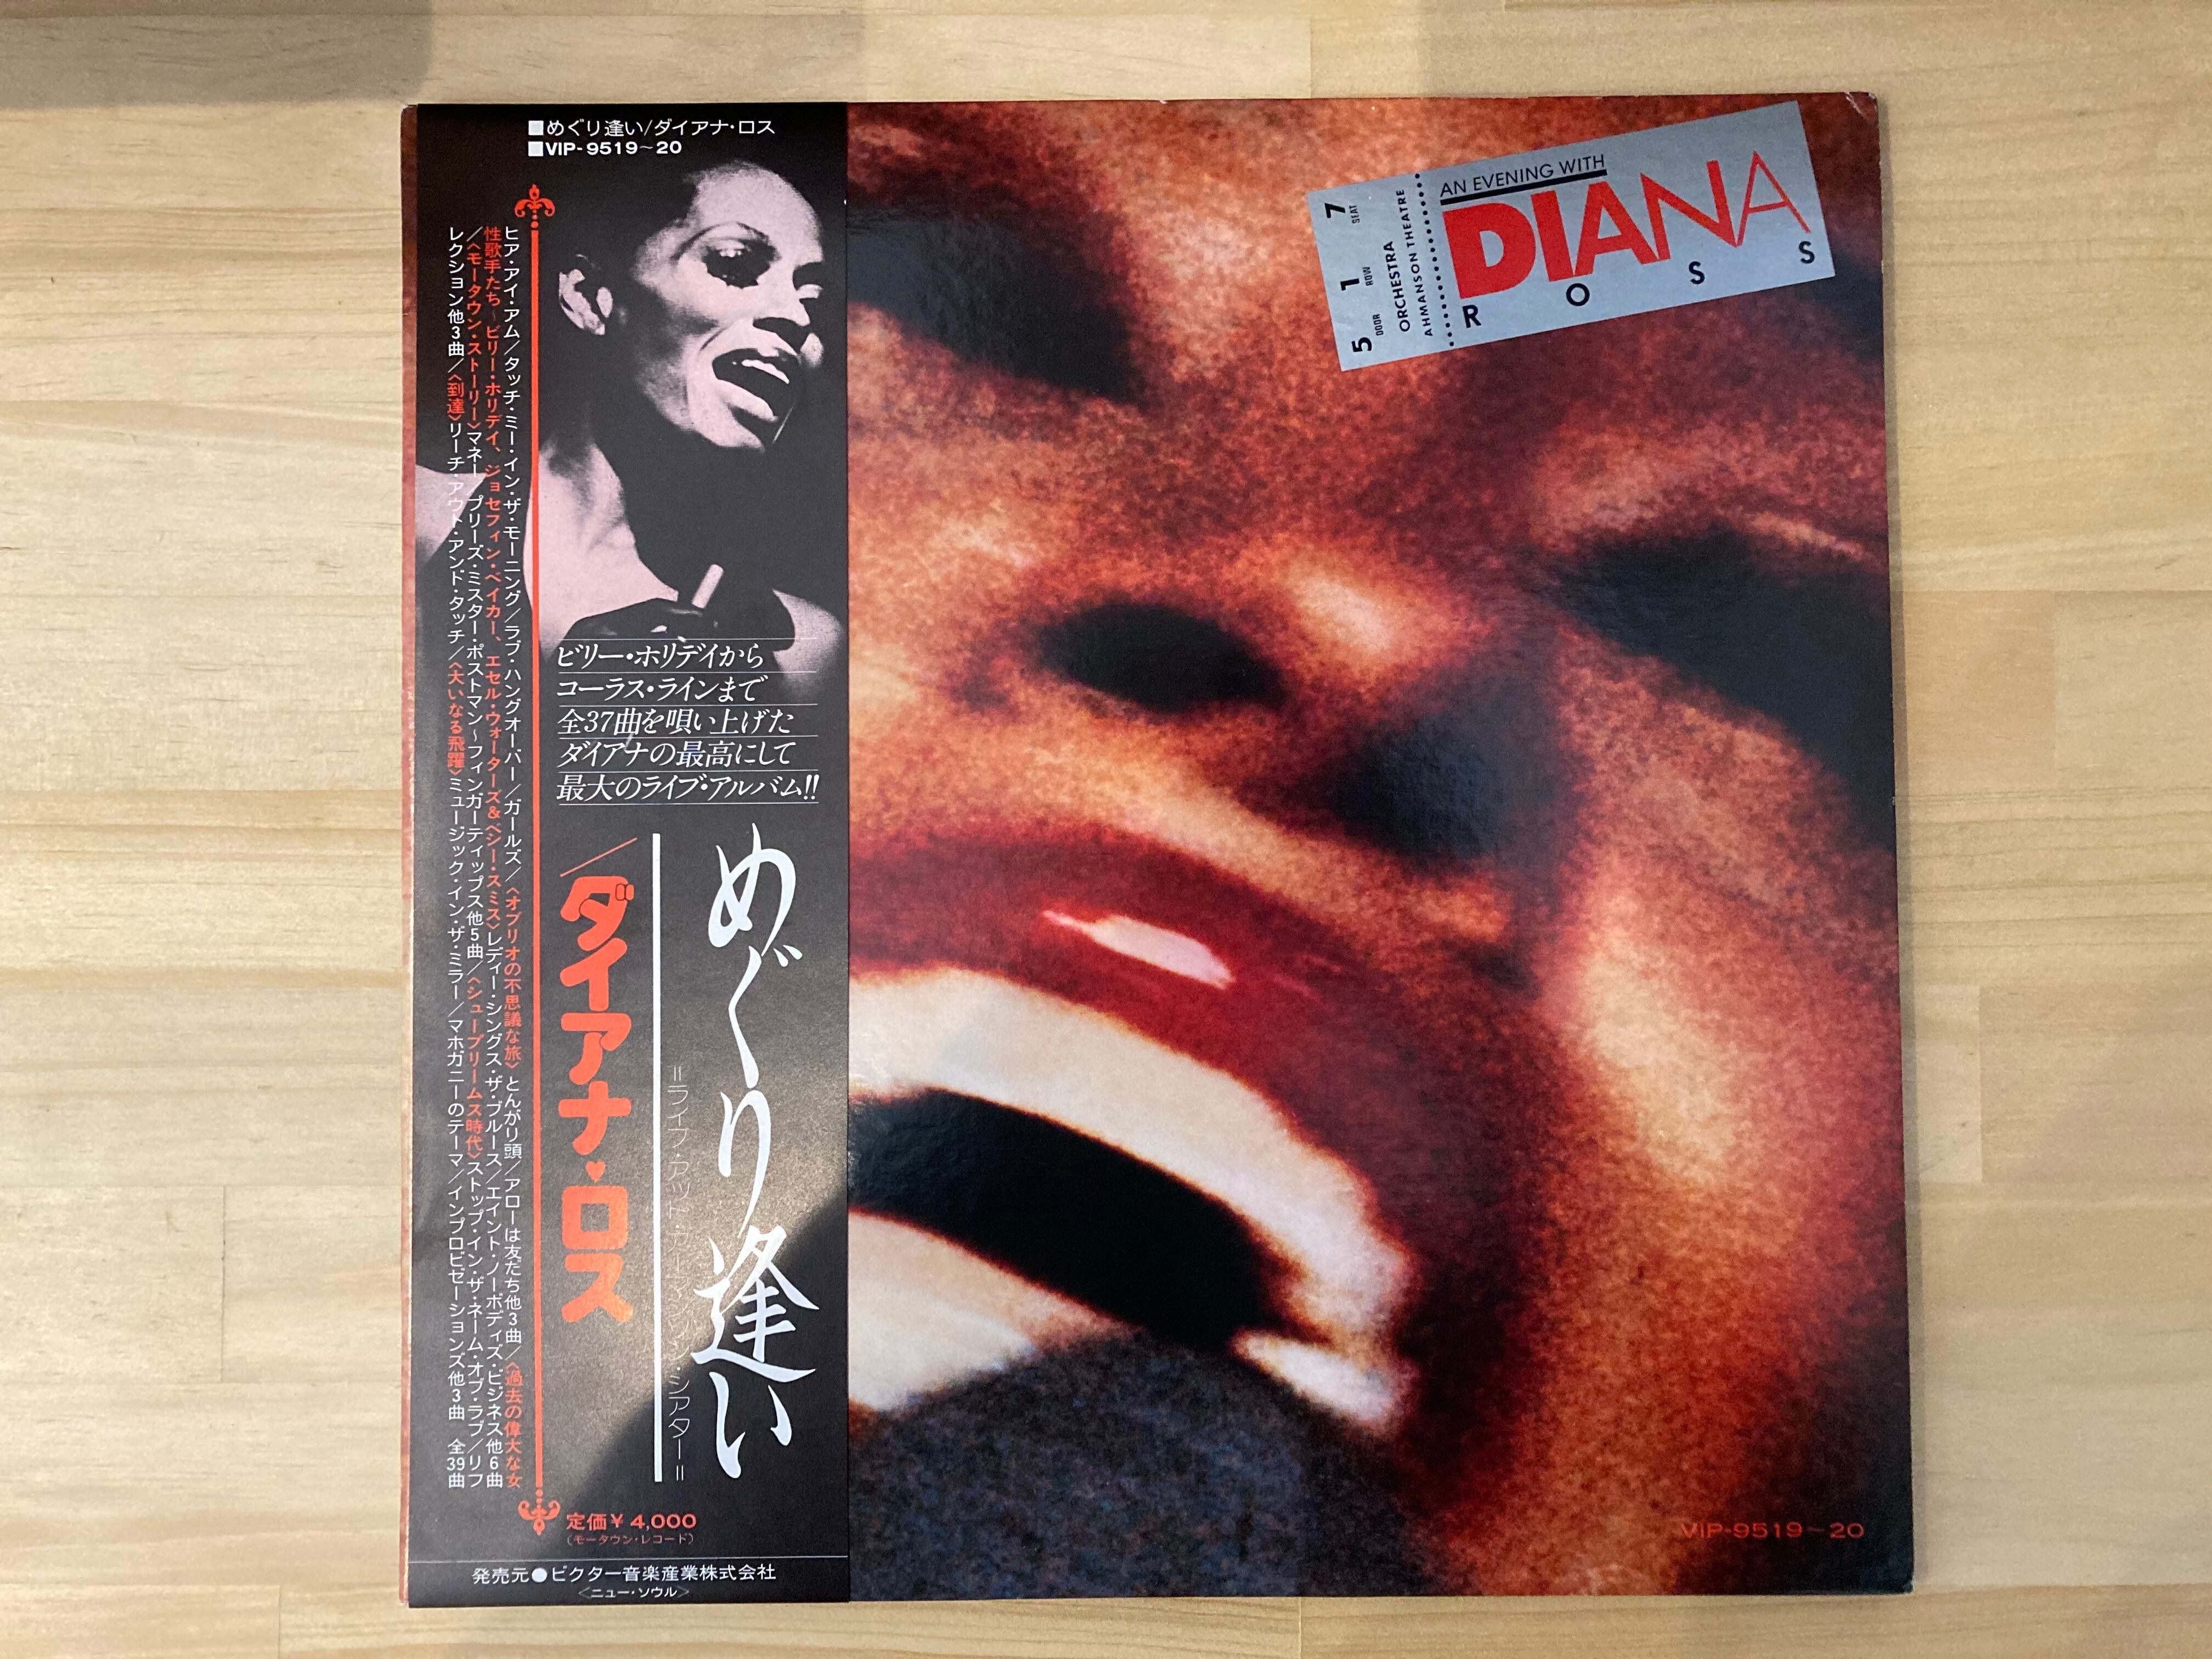 ■めぐり逢い/ダイアナ・ロス
■VIP-9519~20
ヒア・アイ・アム/タッチ・ミー・イン・ザ・モーニング/ラブ・ハングオーバー/ガールズ/〈オブリオの不思議な旅〉とんがり頭/アローは友だち他3曲/〈過去の偉大な女
性歌手たち~ビリー・ホリデイ、ジョセフィン・ベイカー、エセル・ウォーターズ&ベシー・スミス〉レディー・シングス・ザ・ブルース/エイント・ノーボディズ・ビジネス他6曲
/〈モータウン・ストーリー〉マネー/プリーズ・ミスター・ポストマン~フィンガーティップス他5曲/〈シュープリームス時代〉ストップ・イン・ザ・ネーム・オブ・ラブ/リフ
レクション他3曲/〈到達〉リーチ・アウト・アンド・タッチ/〈大いなる飛躍〉ミュージック・イン・ザ・ミラー/マホガニーのテーマ/インプロビゼーションズ他3曲 全39曲
ビリー・ホリデイから
コーラス・ラインまで
全37曲を唄い上げた
ダイアナの最高にして
最大のライブ・アルバム!!
めぐり逢い
=ライブ・アット・アーマンソン・シアター=
/ダイアナ・ロス
定価¥4,000
(モータウン・レコード)
発売元●ビクター音楽産業株式会社
<ニュー・ソウル>
AN EVENING WITH
DIANA
ROSS
5 DOOR 1 ROW 7 SEAT
ORCHESTRA
AHMANSON THEATRE
VIP-9519~20